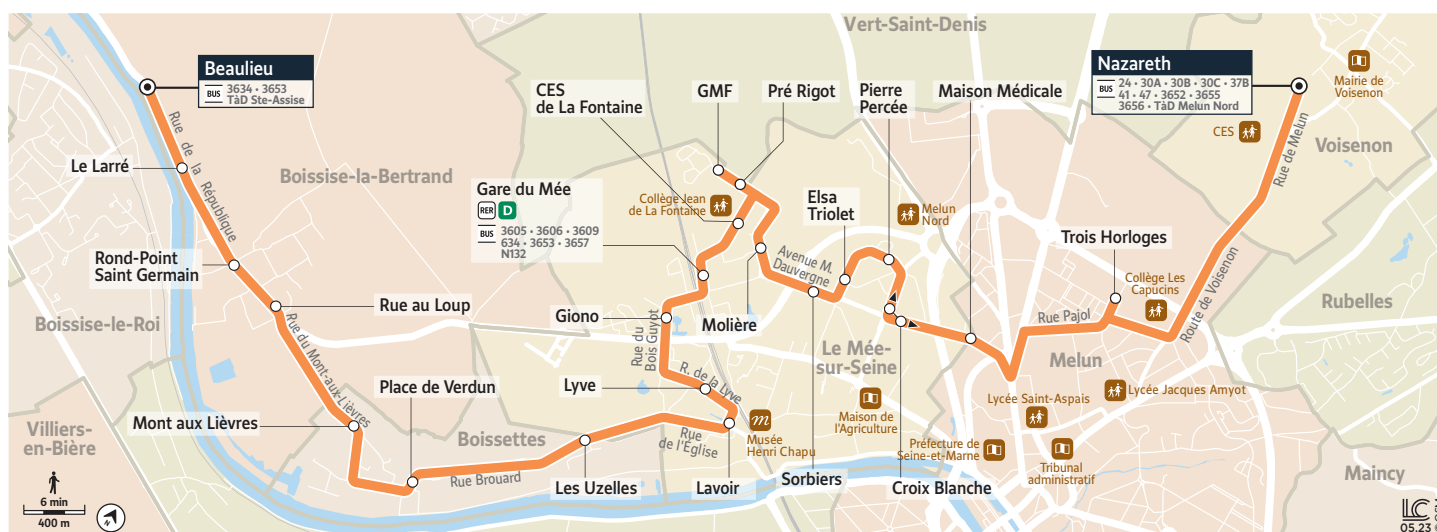 Vert-Saint-Denis
Beaulieu
BUS
3634 • 3653
TàD Ste-Assise
Nazareth
BUS
24 • 30A • 30B • 30C • 37B
41 • 47 • 3652 • 3655
3656 • TàD Melun Nord
Mairie de
Voisenon
CES
Voisenon
CES
de La Fontaine
GMF
Pré Rigot
Pierre
Percée
Maison Médicale
Rue de la République
Le Larré
Boissise-la-Bertrand
Gare du Mée
RER D
BUS
3605 • 3606 • 3609
634 • 3653 • 3657
N132
Collège Jean
de La Fontaine
Elsa
Triolet
Melun
Nord
Rue de Melun
Trois Horloges
Rond-Point
Saint Germain
Avenue M.
Dauvergne
Collège Les
Capucins
Rue au Loup
Boissise-le-Roi
Giono
Molière
Rue Pajol
Route de Voisenon
Rubelles
Rue du
Bois Guyot
Rue du Mont-aux-Lièvres
Le Mée-
sur-Seine
Melun
Place de Verdun
Lyve
R. de la Lyve
Lycée Jacques Amyot
Lycée Saint-Aspais
Maison de
l'Agriculture
Mont aux Lièvres
Villiers-
en-Bière
Boissettes
Rue
de l'Église
Musée
Henri Chapu
Préfecture de
Seine-et-Marne
Tribunal
administratif
Maincy
Rue Brouard
Les Uzelles
Lavoir
Sorbiers
Croix Blanche
6 min
400 m
N
LC
05.23